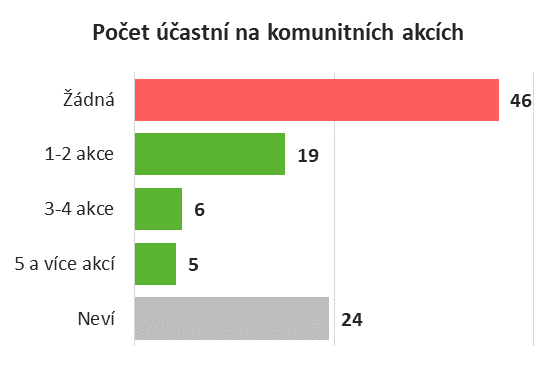 Počet účastní na komunitních akcích
Žádná 46
1-2 akce 19
3-4 akce 6
5 a více akcí 5
Neví 24